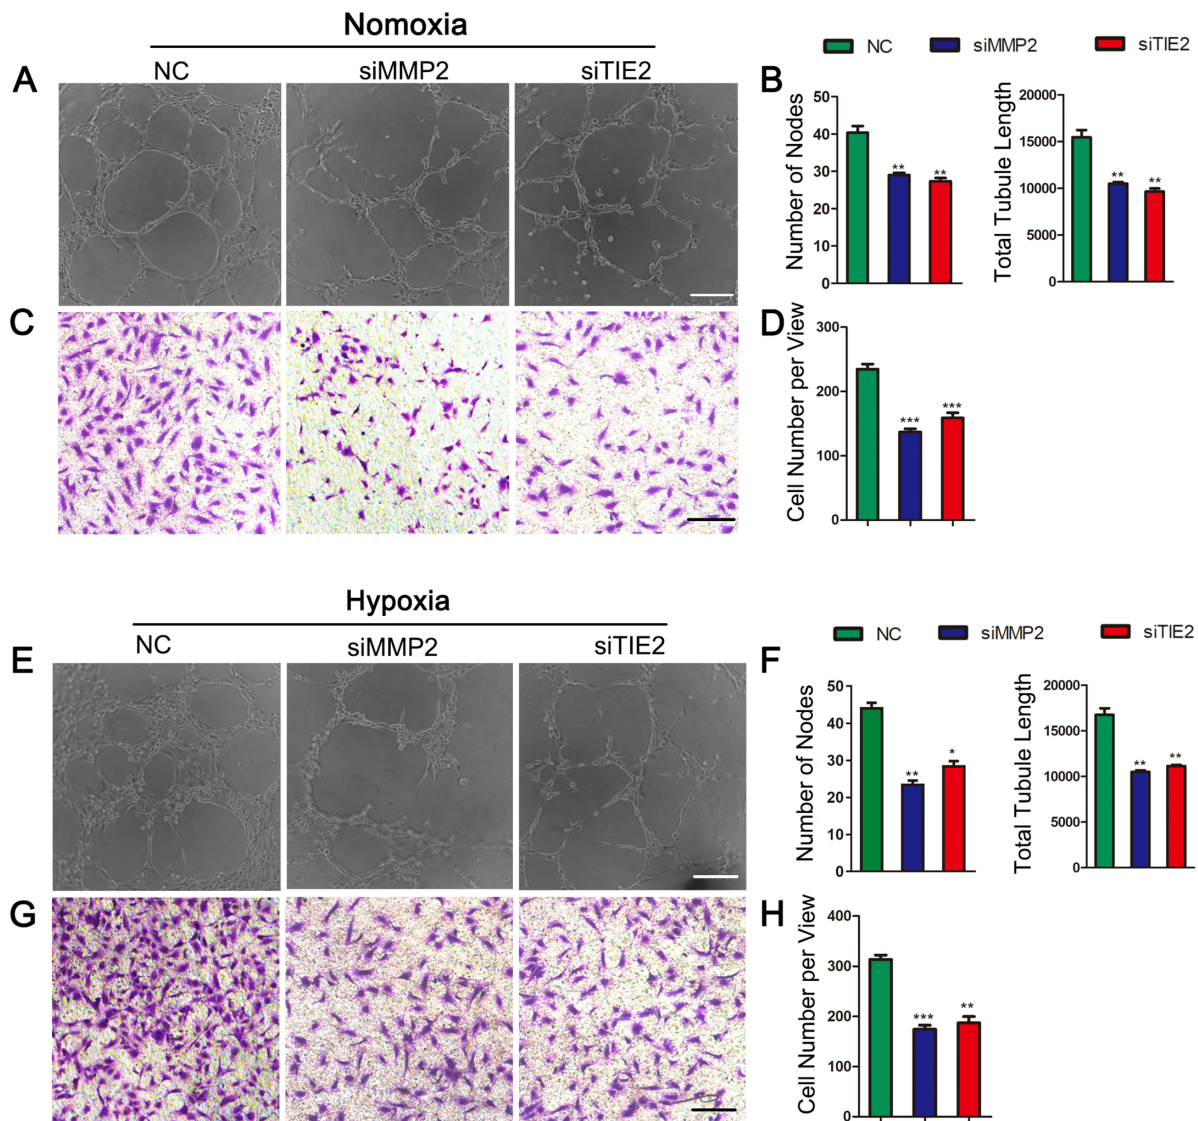 Nomoxia
NC siMMP2 siTIE2
A
NC siMMP2 siTIE2
B
Number of Nodes
50
40
30
20
10
0
** **
Total Tubule Length
20000
15000
10000
5000
0
** **
C
D
Cell Number per View
300
200
100
0
*** ***
Hypoxia
NC siMMP2 siTIE2
E
NC siMMP2 siTIE2
F
Number of Nodes
50
40
30
20
10
0
** *
Total Tubule Length
20000
15000
10000
5000
0
** **
G
H
Cell Number per View
400
300
200
100
0
*** **